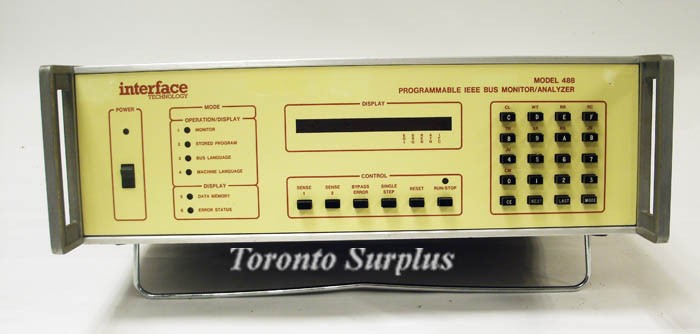 interface
TECHNOLOGY
MODEL 488
PROGRAMMABLE IEEE BUS MONITOR/ANALYZER
POWER
MODE
OPERATION/DISPLAY
1 MONITOR
2 STORED PROGRAM
3 BUS LANGUAGE
4 MACHINE LANGUAGE
DISPLAY
5 DATA MEMORY
6 ERROR STATUS
DISPLAY
CONTROL
SENSE 1
SENSE 2
BYPASS ERROR
SINGLE STEP
RESET
RUN/STOP
C D E F
8 9 A B
4 5 6 7
0 1 2 3
CE NEXT LAST MODE
Toronto Surplus